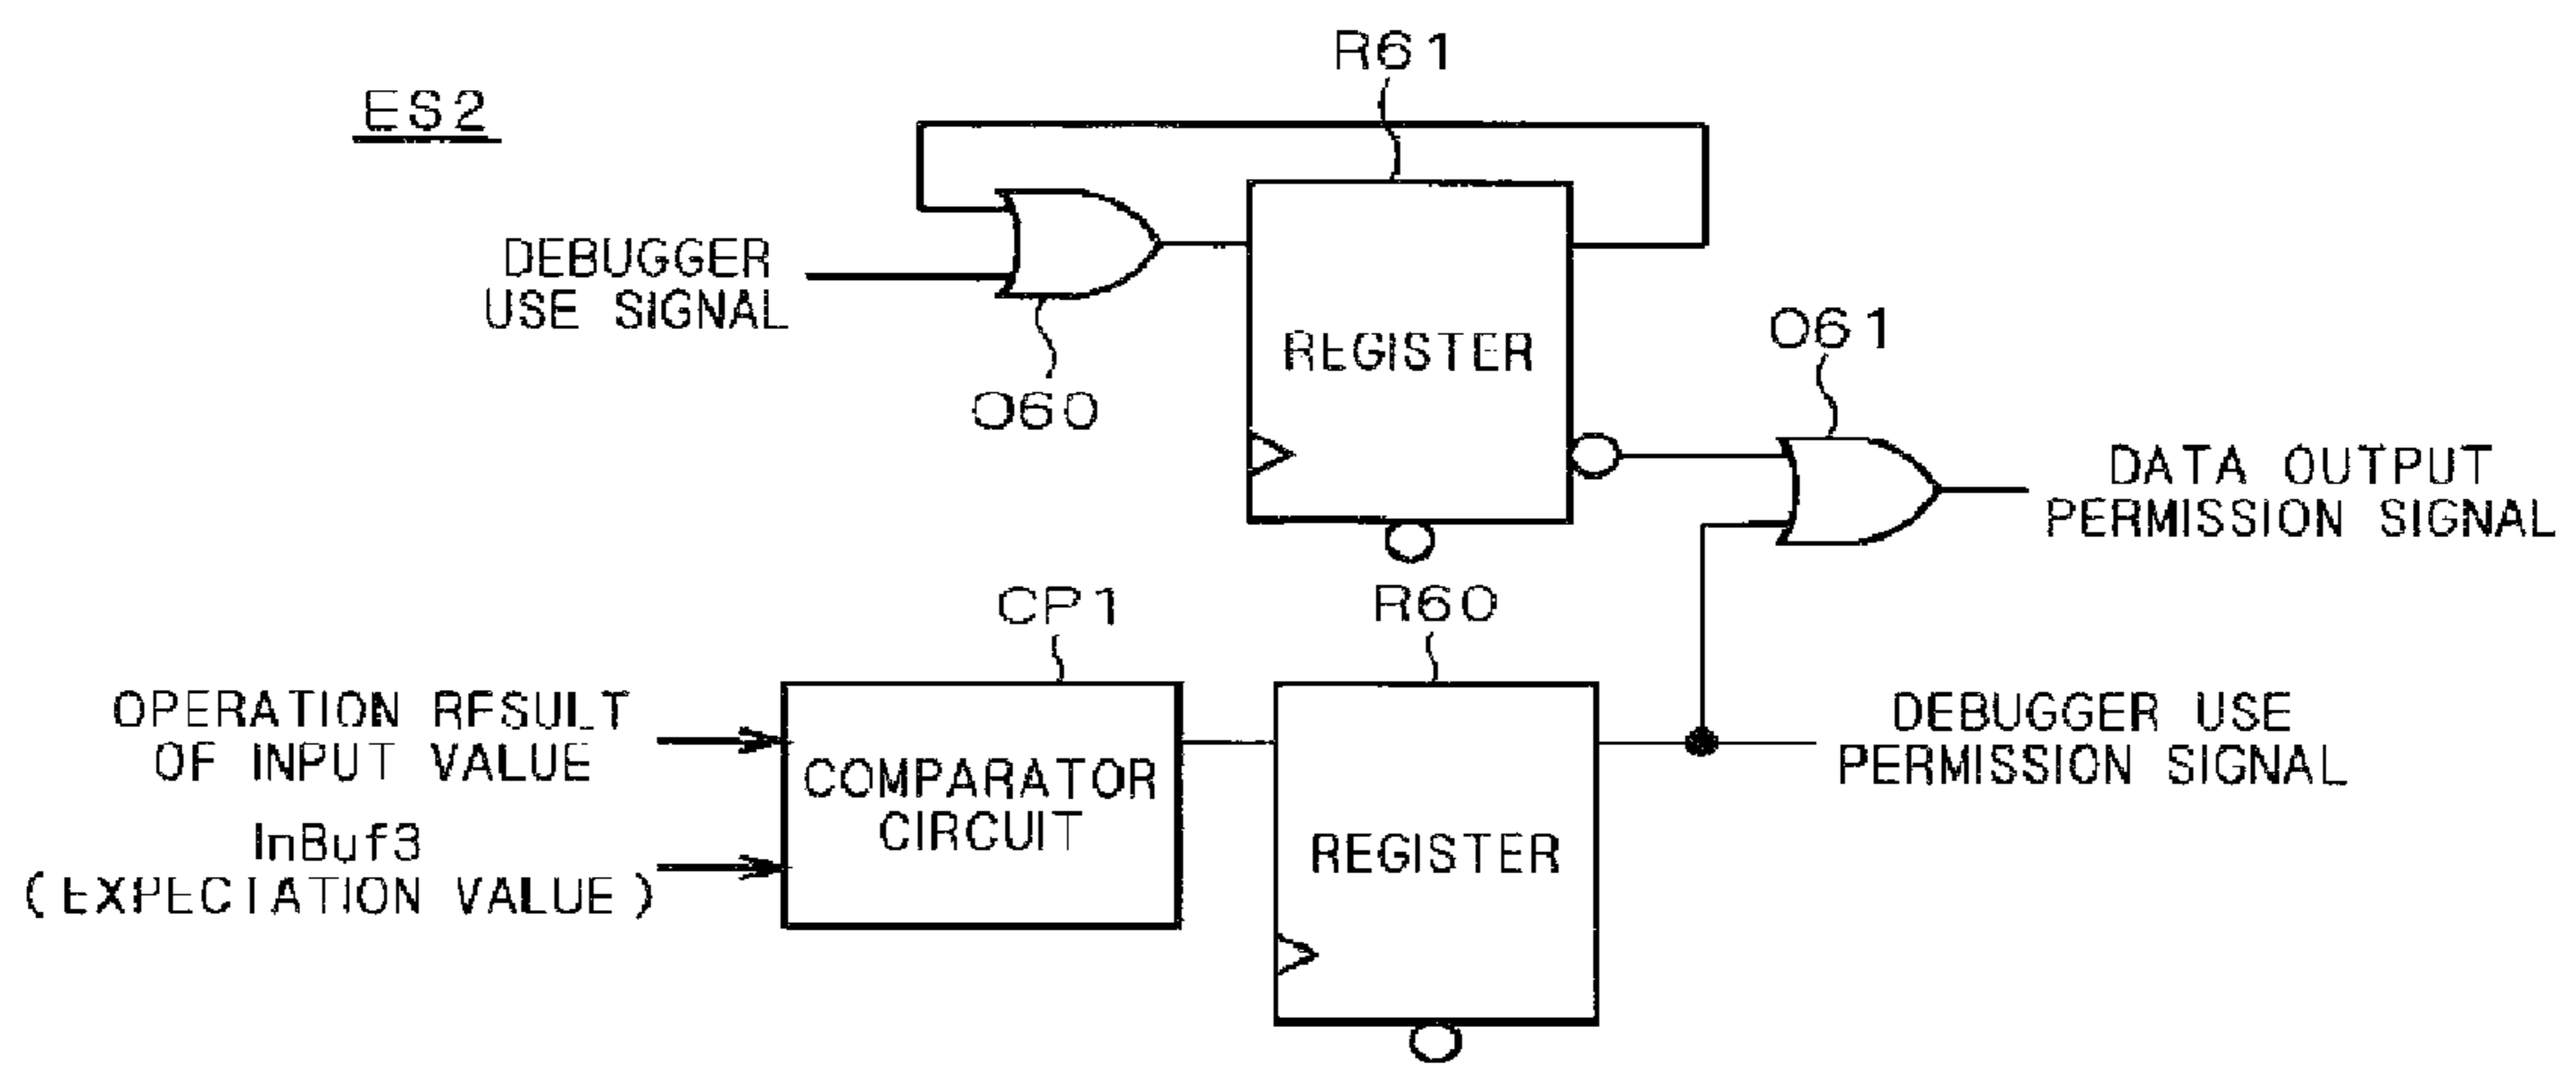 R61
ES2
DEBUGGER
USE SIGNAL
REGISTER
O61
O60
DATA OUTPUT
PERMISSION SIGNAL
CP1
R60
OPERATION RESULT
OF INPUT VALUE
COMPARATOR
CIRCUIT
DEBUGGER USE
PERMISSION SIGNAL
InBuf3
(EXPECTATION VALUE)
REGISTER